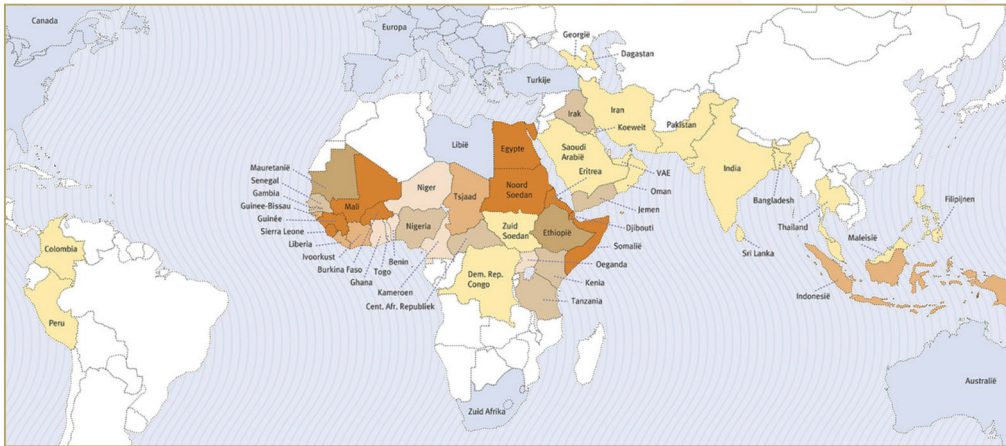 Canada
Europa
Georgië
Dagastan
Turkije
Irak
Iran
Koeweit
Pakistan
Libië
Egypte
Saoudi
Arabië
India
Mauretanië
Senegal
Gambia
Guinee-Bissau
Guinée
Sierra Leone
Liberia
Ivoorkust
Burkina Faso
Ghana
Togo
Benin
Kameroen
Cent. Afr. Republiek
Mali
Niger
Tsjaad
Nigeria
Noord
Soedan
Eritrea
VAE
Oman
Jemen
Djibouti
Somalië
Zuid
Soedan
Ethiopië
Oeganda
Kenia
Tanzania
Dem. Rep.
Congo
Bangladesh
Thailand
Sri Lanka
Maleisië
Filipijnen
Indonesië
Colombia
Peru
Zuid Afrika
Australië